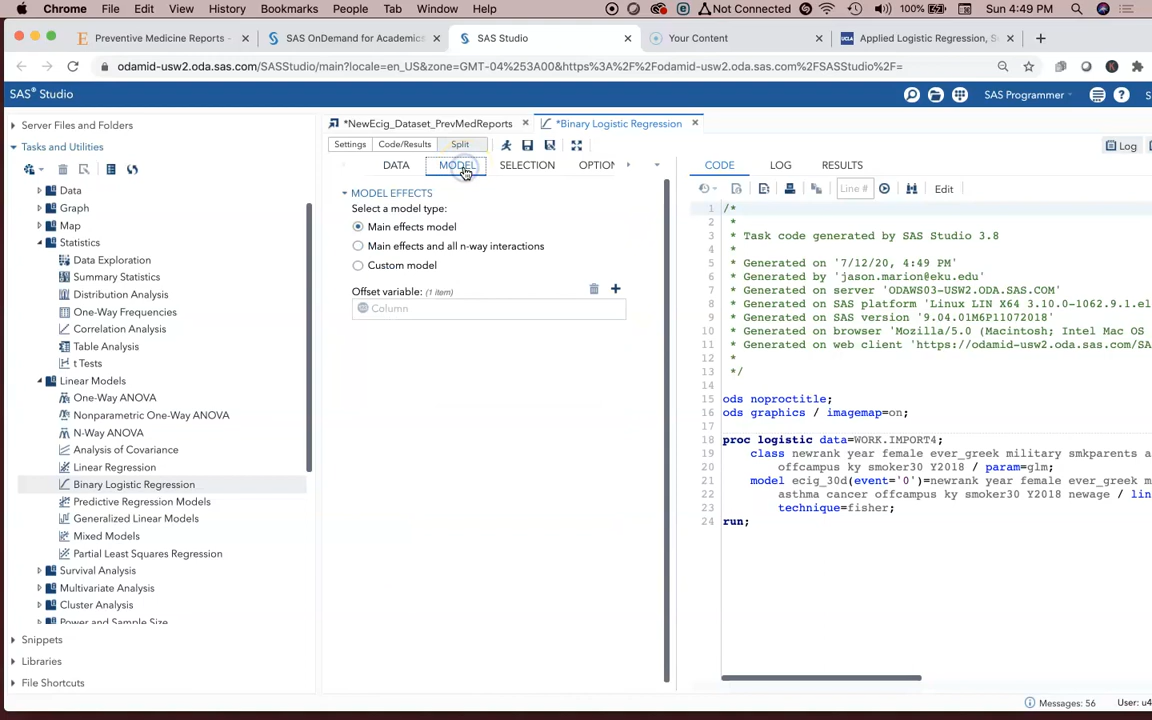 Chrome File Edit View History Bookmarks People Tab Window Help Not Connected 100% Sun 4:49 PM
Preventive Medicine Reports - SAS OnDemand for Academics SAS Studio Your Content Applied Logistic Regression, S
odamid-usw2.oda.sas.com/SASStudio/main?locale=en_US&zone=GMT-04%253A00&https%3A%2F%2Fodamid-usw2.oda.sas.com%2FSASStudio%2F=
SAS® Studio SAS Programmer S
Server Files and Folders
*NewEcig_Dataset_PrevMedReports *Binary Logistic Regression
Tasks and Utilities
Settings Code/Results Split Log
DATA MODEL SELECTION OPTION CODE LOG RESULTS
Line # Edit
Data
Graph
Map
Statistics
Data Exploration
Summary Statistics
Distribution Analysis
One-Way Frequencies
Correlation Analysis
Table Analysis
t Tests
Linear Models
One-Way ANOVA
Nonparametric One-Way ANOVA
N-Way ANOVA
Analysis of Covariance
Linear Regression
Binary Logistic Regression
Predictive Regression Models
Generalized Linear Models
Mixed Models
Partial Least Squares Regression
Survival Analysis
Multivariate Analysis
Cluster Analysis
Power and Sample Size
Snippets
Libraries
File Shortcuts
MODEL EFFECTS
Select a model type:
Main effects model
Main effects and all n-way interactions
Custom model
Offset variable: (1 item)
Column
1 /*
2 *
3 * Task code generated by SAS Studio 3.8
4 *
5 * Generated on '7/12/20, 4:49 PM'
6 * Generated by 'jason.marion@eku.edu'
7 * Generated on server 'ODAWS03-USW2.ODA.SAS.COM'
8 * Generated on SAS platform 'Linux LIN X64 3.10.0-1062.9.1.el
9 * Generated on SAS version '9.04.01M6P11072018'
10 * Generated on browser 'Mozilla/5.0 (Macintosh; Intel Mac OS
11 * Generated on web client 'https://odamid-usw2.oda.sas.com/SA
12 *
13 */
14
15 ods noproctitle;
16 ods graphics / imagemap=on;
17
18 proc logistic data=WORK.IMPORT4;
19 class newrank year female ever_greek military smkparents a
20 offcampus ky smoker30 Y2018 / param=glm;
21 model ecig_30d(event='0')=newrank year female ever_greek m
22 asthma cancer offcampus ky smoker30 Y2018 newage / lin
23 technique=fisher;
24 run;
Messages: 56 User: u4